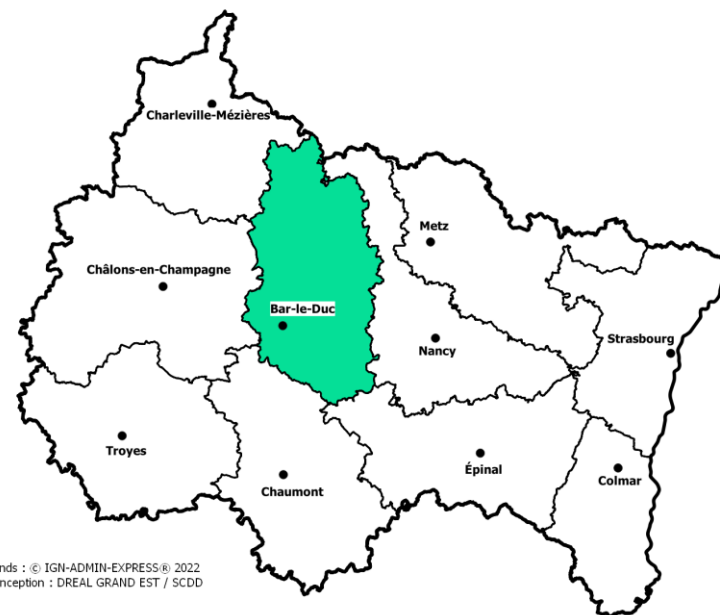 Charleville-Mézières
Metz
Châlons-en-Champagne
Bar-le-Duc
Strasbourg
Nancy
Troyes
Épinal
Chaumont
Colmar
nds : © IGN-ADMIN-EXPRESS® 2022
nception : DREAL GRAND EST / SCDD